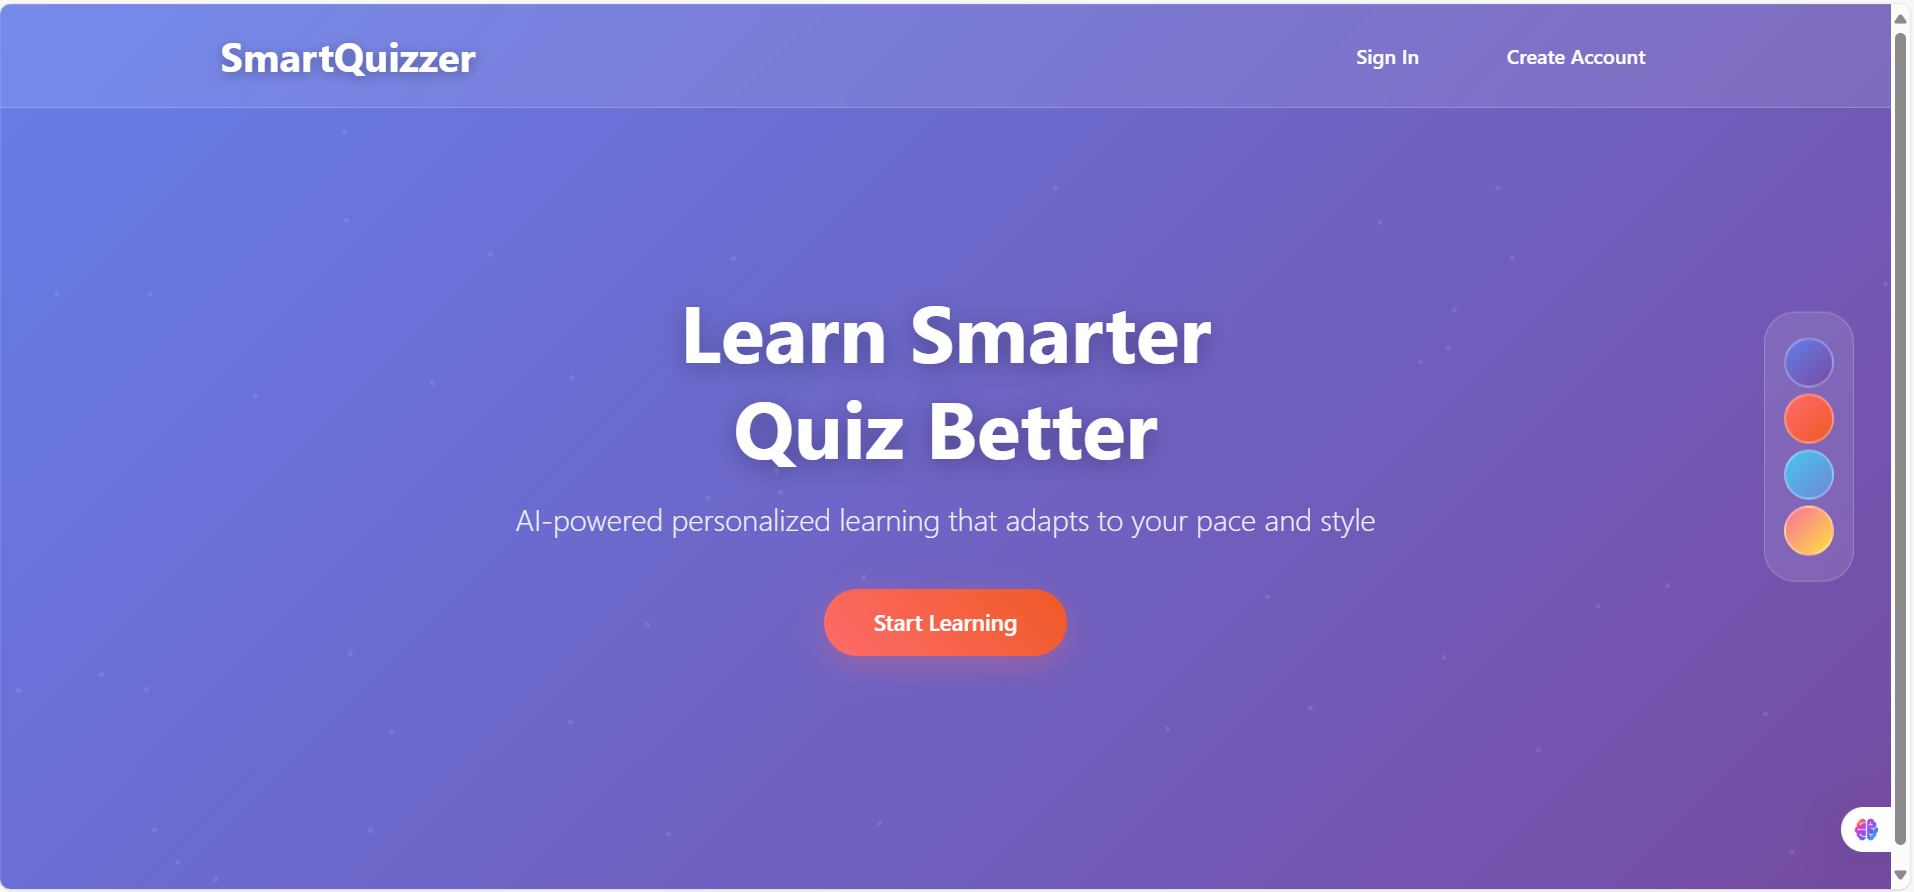 SmartQuizzer
Sign In
Create Account
Learn Smarter
Quiz Better
AI-powered personalized learning that adapts to your pace and style
Start Learning